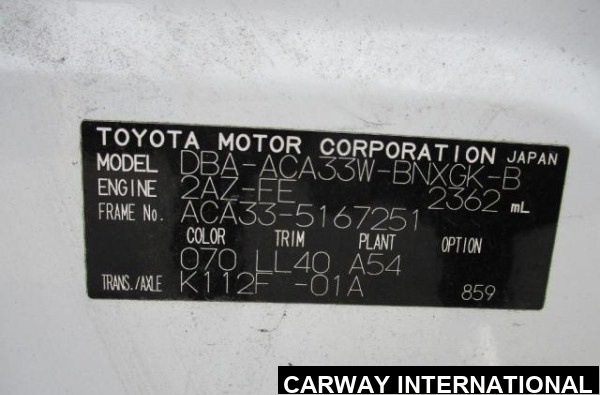 TOYOTA MOTOR CORPORATION JAPAN
MODEL DBA-ACA33W-BNXGK-B
ENGINE 2AZ-FE 2362 mL
FRAME No. ACA33-5167251
COLOR TRIM PLANT OPTION
070 LL40 A54
TRANS./AXLE K112F -01A 859
CARWAY INTERNATIONAL